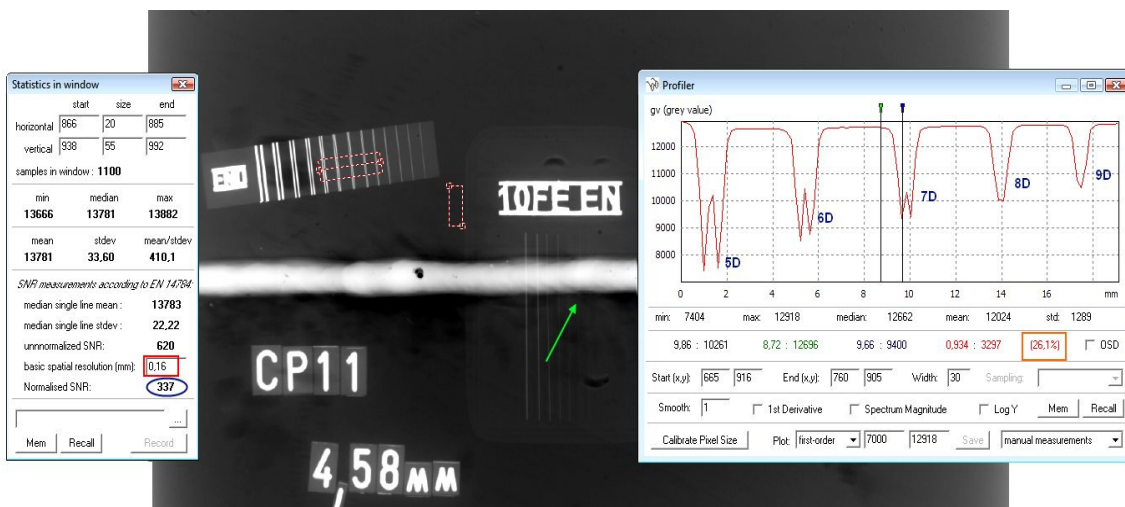 Statistics in window
start size end
horizontal 866 20 885
vertical 938 55 992
samples in window : 1100
min median max
13666 13781 13882
mean stdev mean/stdev
13781 33,60 410,1
SNR measurements according to EN 14784:
median single line mean : 13783
median single line stdev : 22,22
unnnormalized SNR: 620
basic spatial resolution (mm): 0,16
Normalised SNR: 337
...
Mem Recall Record
10FE EN
CP11
4,58мм
Profiler
gv (grey value)
12000
11000
10000
9000
8000
5D 6D 7D 8D 9D
0 2 4 6 8 10 12 14 16 mm
min: 7404 max: 12918 median: 12662 mean: 12024 std: 1289
9,86 : 10261 8,72 : 12696 9,66 : 9400 0,934 : 3297 (26,1%) OSD
Start (x,y): 665 916 End (x,y): 760 905 Width: 30 Sampling:
Smooth: 1 1st Derivative Spectrum Magnitude Log Y Mem Recall
Calibrate Pixel Size Plot: first-order 7000 12918 Save manual measurements